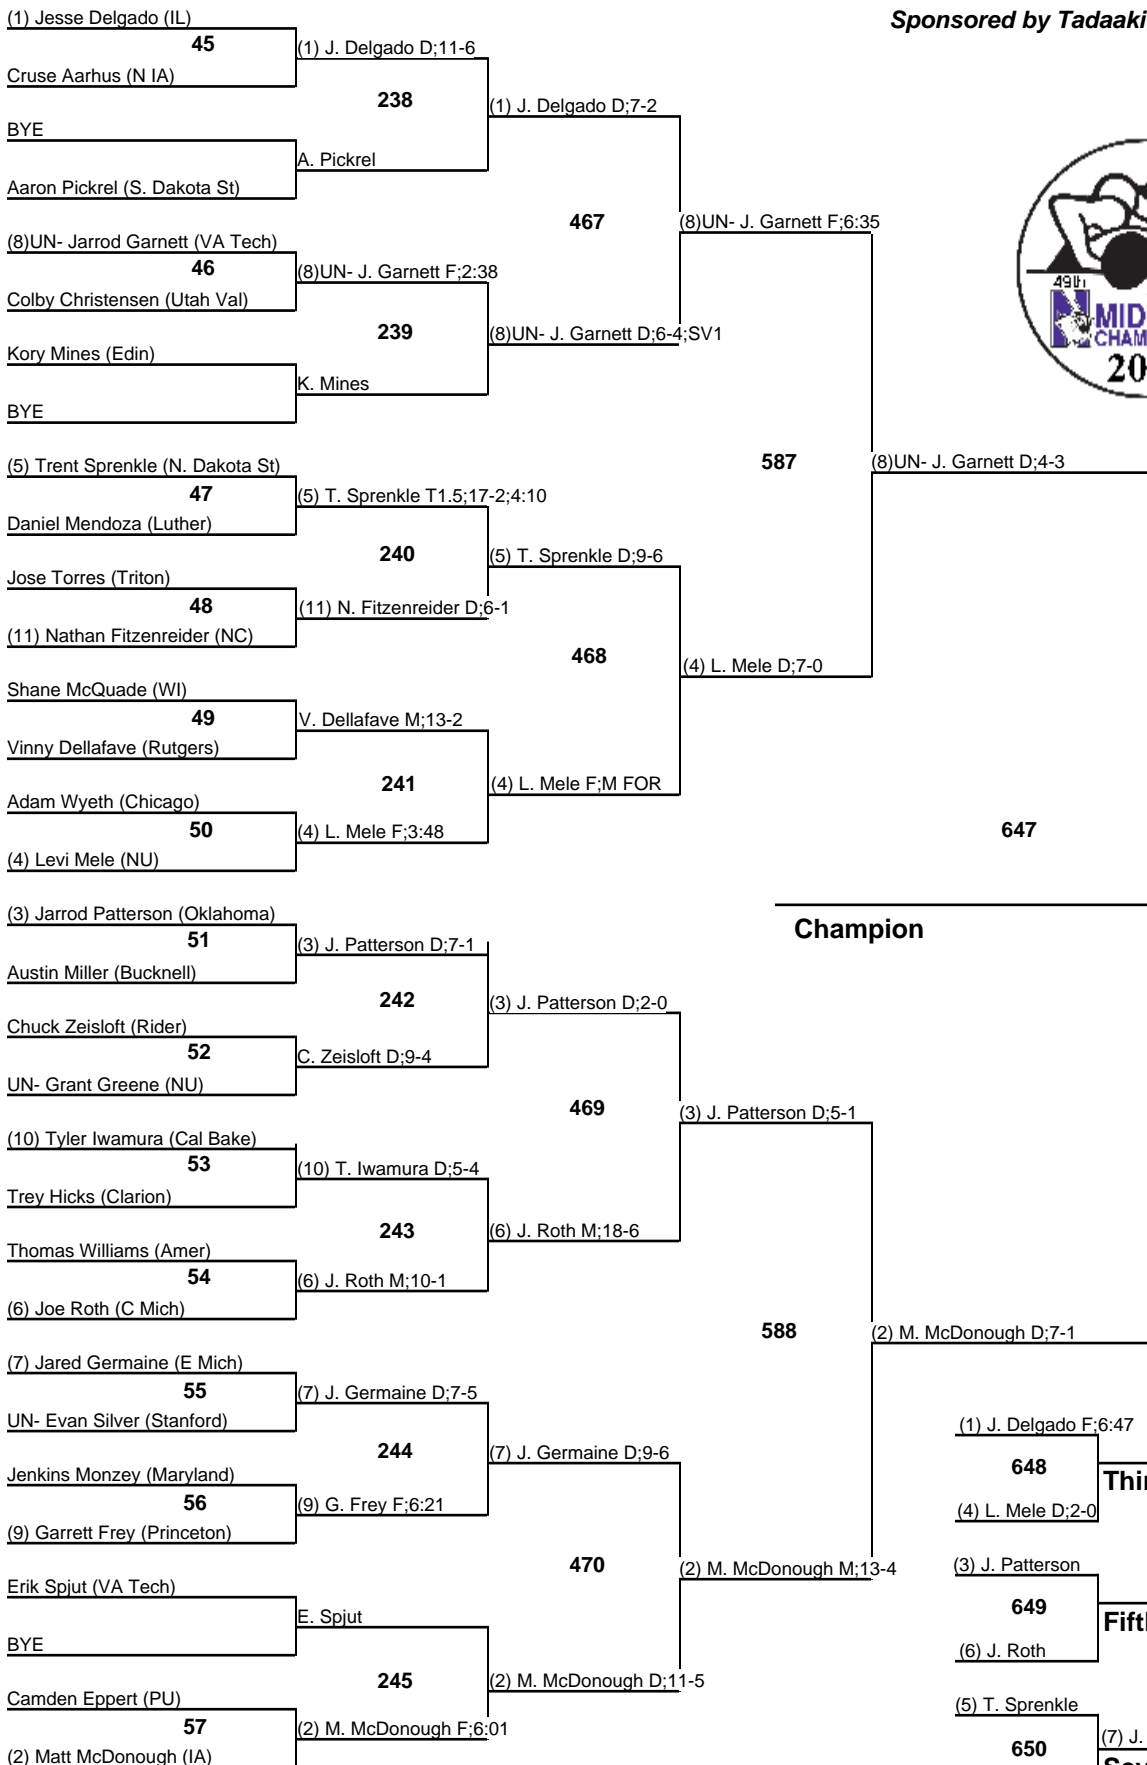 (1) Jesse Delgado (IL)
Sponsored by Tadaaki
45
(1) J. Delgado D;11-6
Cruse Aarhus (N IA)
238
(1) J. Delgado D;7-2
BYE
A. Pickrel
Aaron Pickrel (S. Dakota St)
467
(8)UN- J. Garnett F;6:35
(8)UN- Jarrod Garnett (VA Tech)
46
(8)UN- J. Garnett F;2:38
Colby Christensen (Utah Val)
239
(8)UN- J. Garnett D;6-4;SV1
Kory Mines (Edin)
K. Mines
BYE
49th
MID
CHAM
20
587
(8)UN- J. Garnett D;4-3
(5) Trent Sprenkle (N. Dakota St)
47
(5) T. Sprenkle T1.5;17-2;4:10
Daniel Mendoza (Luther)
240
(5) T. Sprenkle D;9-6
Jose Torres (Triton)
48
(11) N. Fitzenreider D;6-1
(11) Nathan Fitzenreider (NC)
468
(4) L. Mele D;7-0
Shane McQuade (WI)
49
V. Dellafave M;13-2
Vinny Dellafave (Rutgers)
241
(4) L. Mele F;M FOR
Adam Wyeth (Chicago)
50
(4) L. Mele F;3:48
(4) Levi Mele (NU)
647
Champion
(3) Jarrod Patterson (Oklahoma)
51
(3) J. Patterson D;7-1
Austin Miller (Bucknell)
242
(3) J. Patterson D;2-0
Chuck Zeisloft (Rider)
52
C. Zeisloft D;9-4
UN- Grant Greene (NU)
469
(3) J. Patterson D;5-1
(10) Tyler Iwamura (Cal Bake)
53
(10) T. Iwamura D;5-4
Trey Hicks (Clarion)
243
(6) J. Roth M;18-6
Thomas Williams (Amer)
54
(6) J. Roth M;10-1
(6) Joe Roth (C Mich)
588
(2) M. McDonough D;7-1
(7) Jared Germaine (E Mich)
55
(7) J. Germaine D;7-5
UN- Evan Silver (Stanford)
244
(7) J. Germaine D;9-6
Jenkins Monzey (Maryland)
56
(9) G. Frey F;6:21
(9) Garrett Frey (Princeton)
470
(2) M. McDonough M;13-4
Erik Spjut (VA Tech)
E. Spjut
BYE
245
(2) M. McDonough D;11-5
Camden Eppert (PU)
57
(2) M. McDonough F;6:01
(2) Matt McDonough (IA)
(1) J. Delgado F;6:47
648
Thi
(4) L. Mele D;2-0
(3) J. Patterson
649
Fift
(6) J. Roth
(5) T. Sprenkle
650
(7) J.